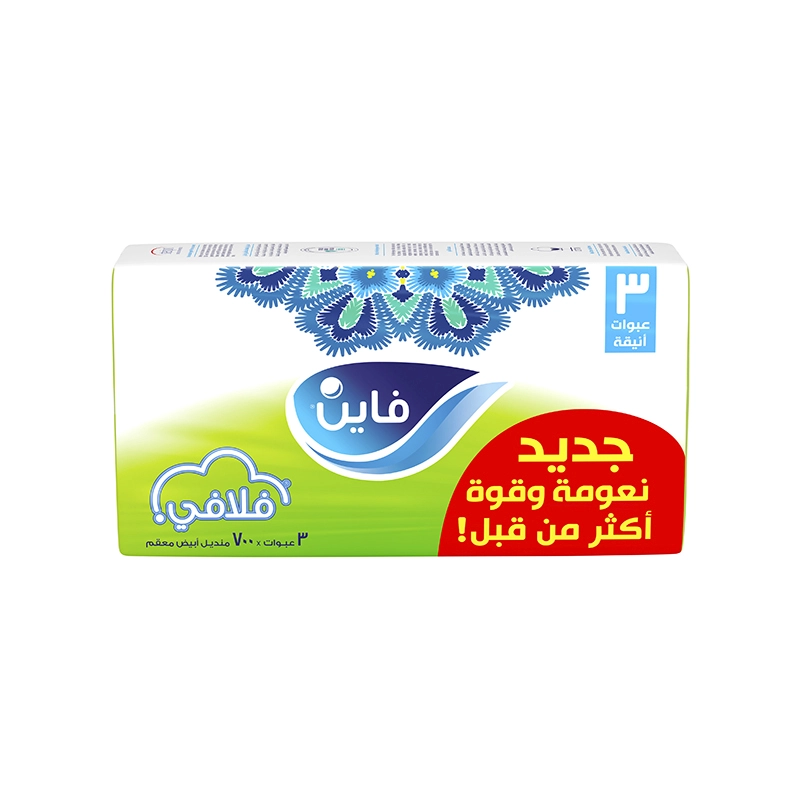 ٣
عبوات
أنيقة
فاين
جديد
نعومة وقوة
أكثر من قبل!
فلافي
٣ عبوات × ٧٠٠ منديل أبيض معقم